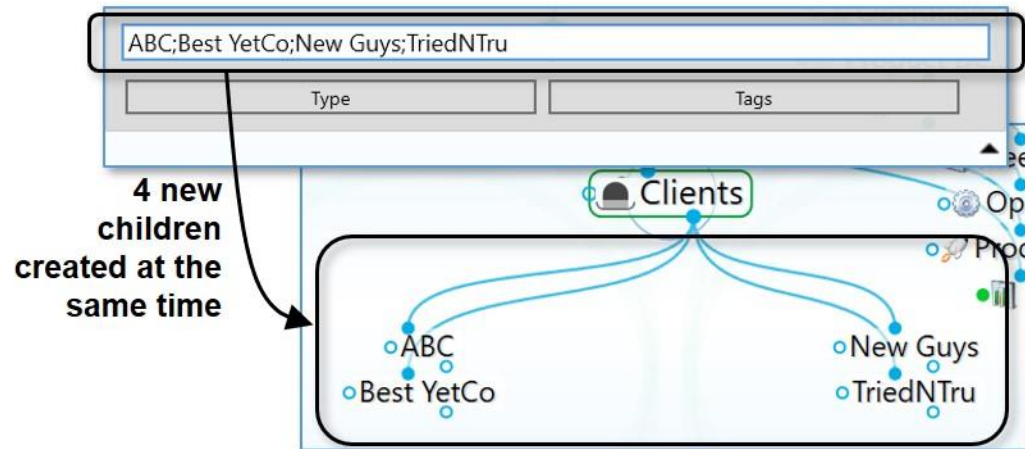 ABC;Best YetCo;New Guys;TriedNTru
Type
Tags
4 new
children
created at the
same time
Clients
ABC
Best YetCo
New Guys
TriedNTru